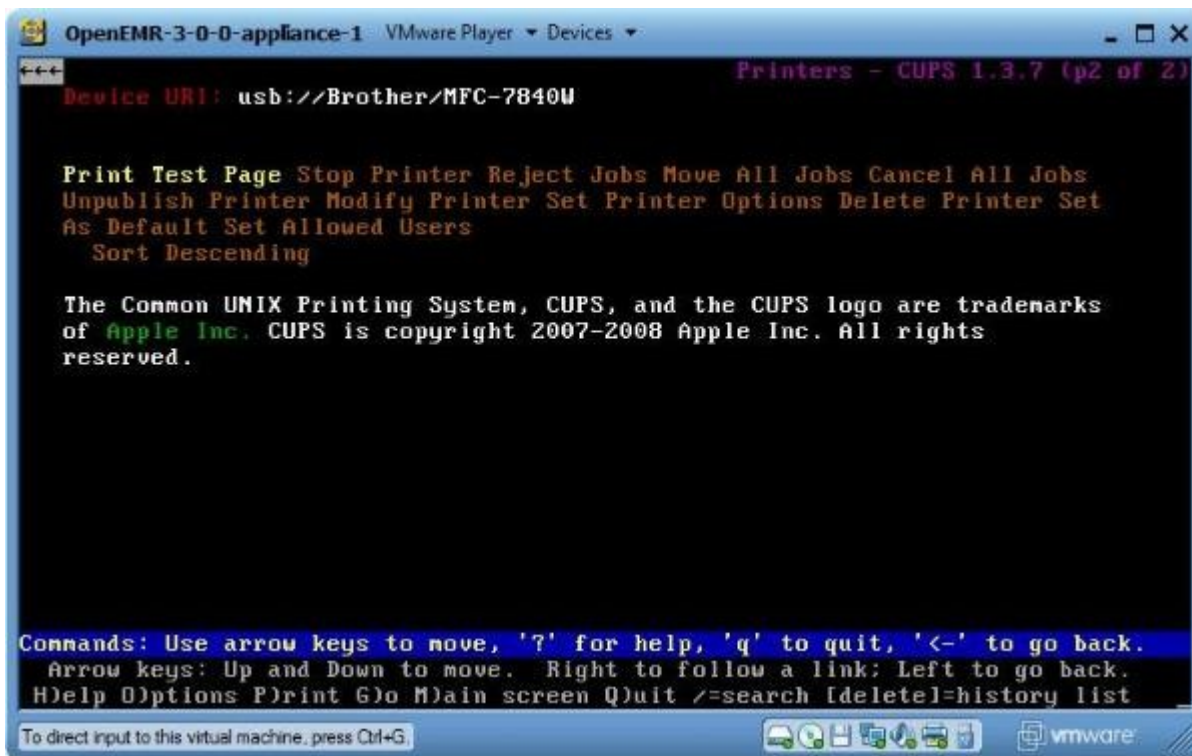 OpenEMR-3-0-0-appliance-1 VMware Player Devices
←←← Printers - CUPS 1.3.7 (p2 of 2)
Device URI: usb://Brother/MFC-7840W
Print Test Page Stop Printer Reject Jobs Move All Jobs Cancel All Jobs
Unpublish Printer Modify Printer Set Printer Options Delete Printer Set
As Default Set Allowed Users
Sort Descending
The Common UNIX Printing System, CUPS, and the CUPS logo are trademarks
of Apple Inc. CUPS is copyright 2007-2008 Apple Inc. All rights
reserved.
Commands: Use arrow keys to move, '?' for help, 'q' to quit, '<-' to go back.
Arrow keys: Up and Down to move. Right to follow a link; Left to go back.
H)elp O)ptions P)rint G)o M)ain screen Q)uit /=search [delete]=history list _
To direct input to this virtual machine, press Ctrl+G. vmware